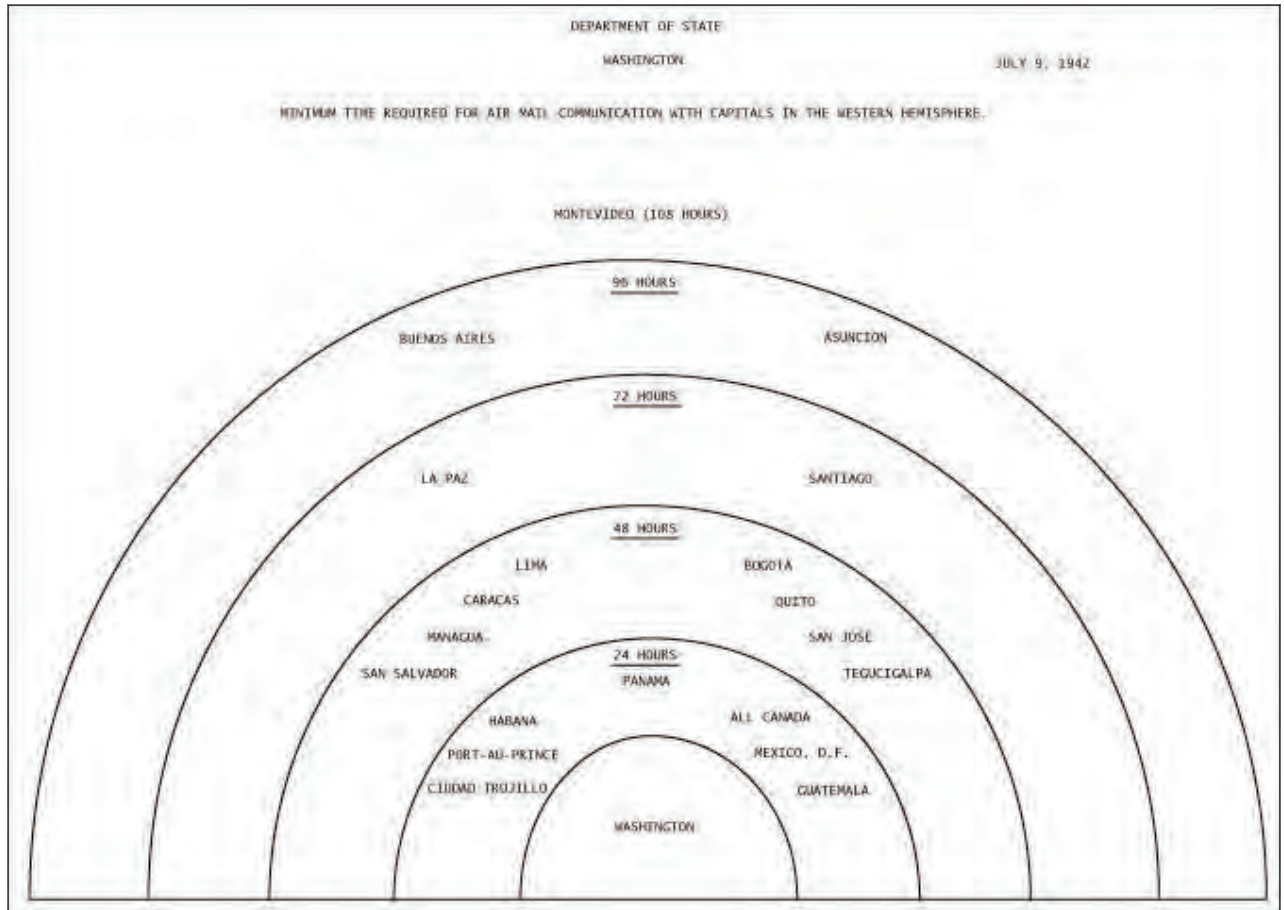 DEPARTMENT OF STATE
WASHINGTON
JULY 9, 1942
MINIMUM TIME REQUIRED FOR AIR MAIL COMMUNICATION WITH CAPITALS IN THE WESTERN HEMISPHERE.
MONTEVIDEO (108 HOURS)
96 HOURS
BUENOS AIRES ASUNCION
72 HOURS
LA PAZ SANTIAGO
48 HOURS
LIMA BOGOTA
CARACAS QUITO
MANAGUA SAN JOSE
24 HOURS
SAN SALVADOR TEGUCIGALPA
PANAMA
HABANA ALL CANADA
PORT-AU-PRINCE MEXICO, D.F.
CIUDAD TRUJILLO GUATEMALA
WASHINGTON